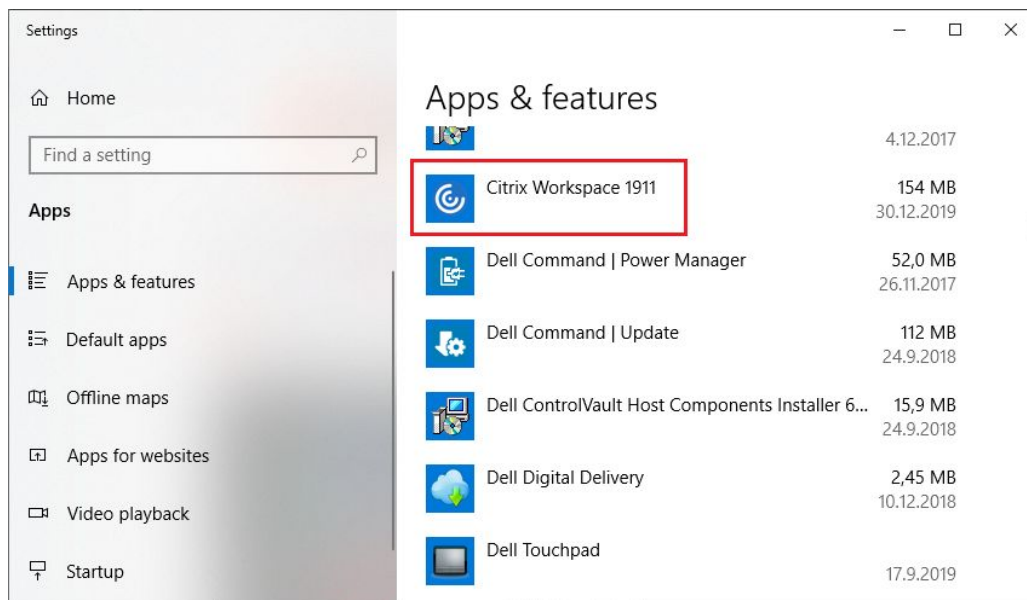 Settings
Home
Find a setting
Apps
Apps & features
Default apps
Offline maps
Apps for websites
Video playback
Startup
Apps & features
4.12.2017
Citrix Workspace 1911
154 MB
30.12.2019
Dell Command | Power Manager
52,0 MB
26.11.2017
Dell Command | Update
112 MB
24.9.2018
Dell ControlVault Host Components Installer 6...
15,9 MB
24.9.2018
Dell Digital Delivery
2,45 MB
10.12.2018
Dell Touchpad
17.9.2019